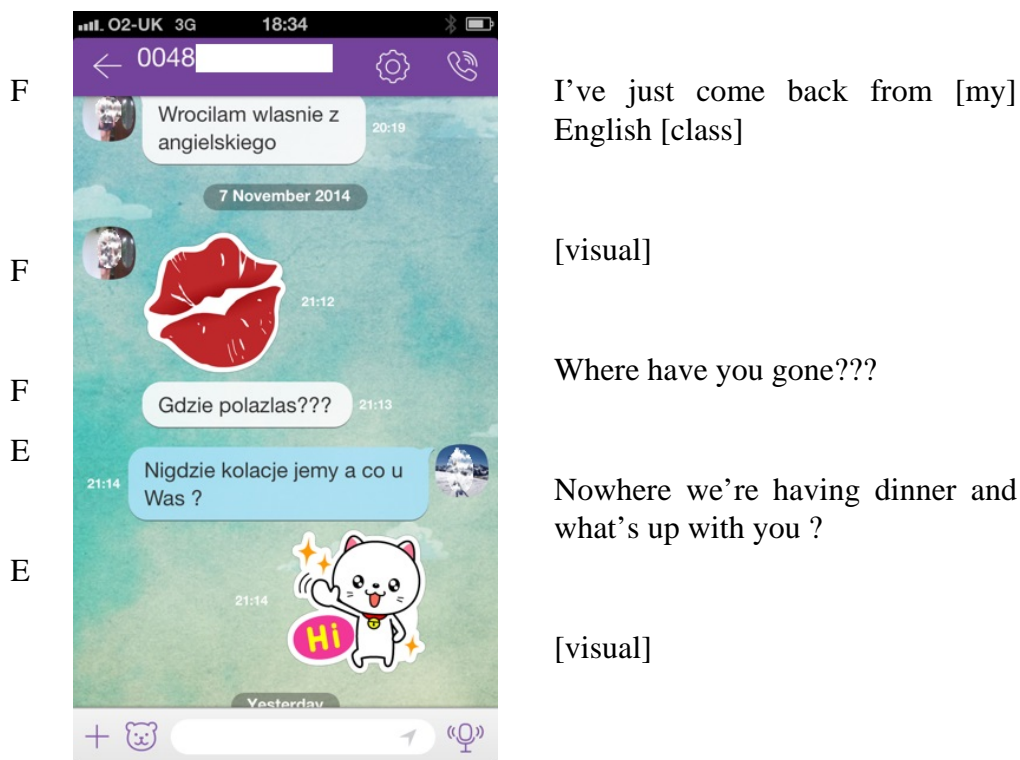 O2-UK 3G 18:34
0048
F
Wrocilam wlasnie z
angielskiego
20:19
I've just come back from [my]
English [class]
7 November 2014
F
21:12
[visual]
F
Gdzie polazlas???
21:13
Where have you gone???
E
Nigdzie kolacje jemy a co u
Was ?
21:14
Nowhere we're having dinner and
what's up with you ?
E
21:14
Hi
[visual]
Yesterday